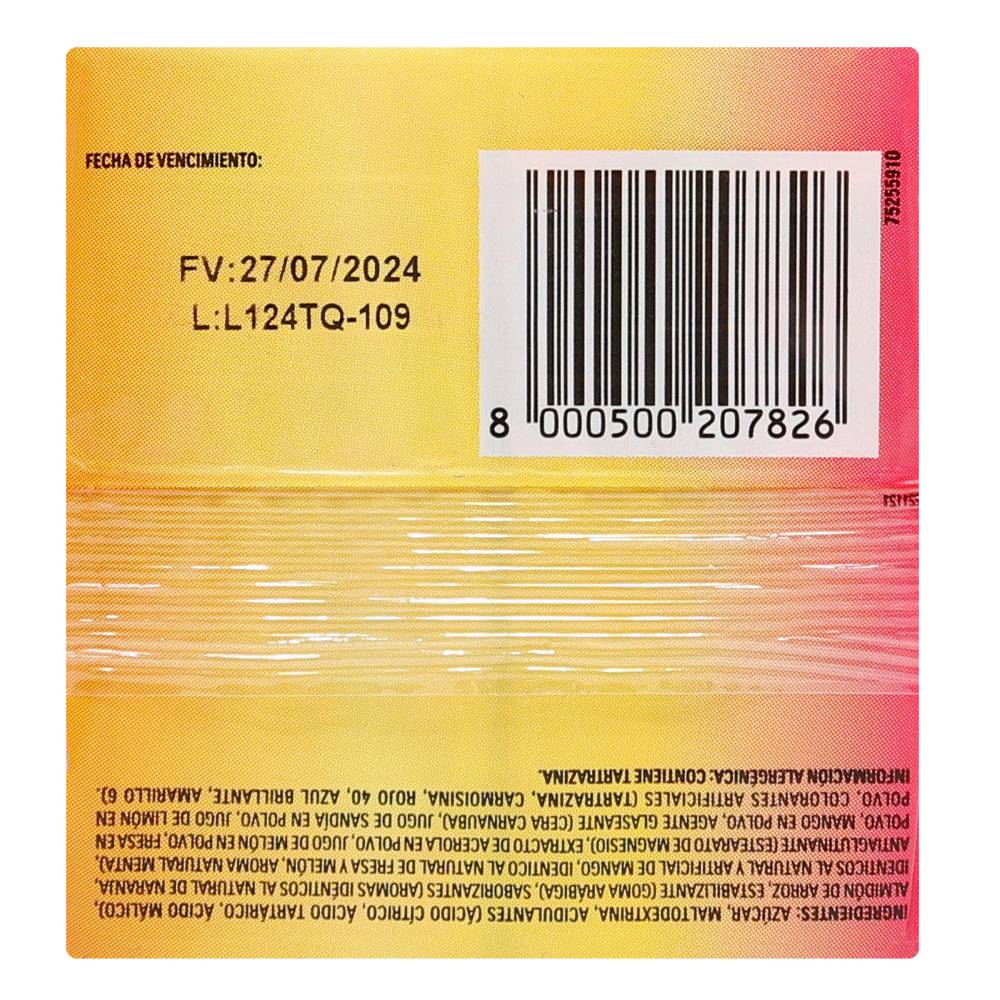 FECHA DE VENCIMIENTO:
FV:27/07/2024
L:L124TQ-109
75255910
8 000500 207826
INGREDIENTES: AZÚCAR, MALTODEXTRINA, ACIDULANTES (ÁCIDO CÍTRICO, ÁCIDO TARTÁRICO, ÁCIDO MÁLICO),
ALMIDÓN DE ARROZ, ESTABILIZANTE (GOMA ARÁBIGA), SABORIZANTES (AROMAS IDÉNTICOS AL NATURAL DE NARANJA,
IDENTICOS AL NATURAL Y ARTIFICIAL DE MANGO, IDENTICO AL NATURAL DE FRESA Y MELÓN, AROMA NATURAL MENTA),
ANTIAGLUTINANTE (ESTEARATO DE MAGNESIO), EXTRACTO DE ACEROLA EN POLVO, JUGO DE MELÓN EN POLVO, FRESA EN
POLVO, MANGO EN POLVO, AGENTE GLASEANTE (CERA CARNAUBA), JUGO DE SANDÍA EN POLVO, JUGO DE LIMÓN EN
POLVO, COLORANTES ARTIFICIALES (TARTRAZINA, CARMOISINA, ROJO 40, AZUL BRILLANTE, AMARILLO 6).
INFORMACION ALERGÉNICA: CONTIENE TARTRAZINA.